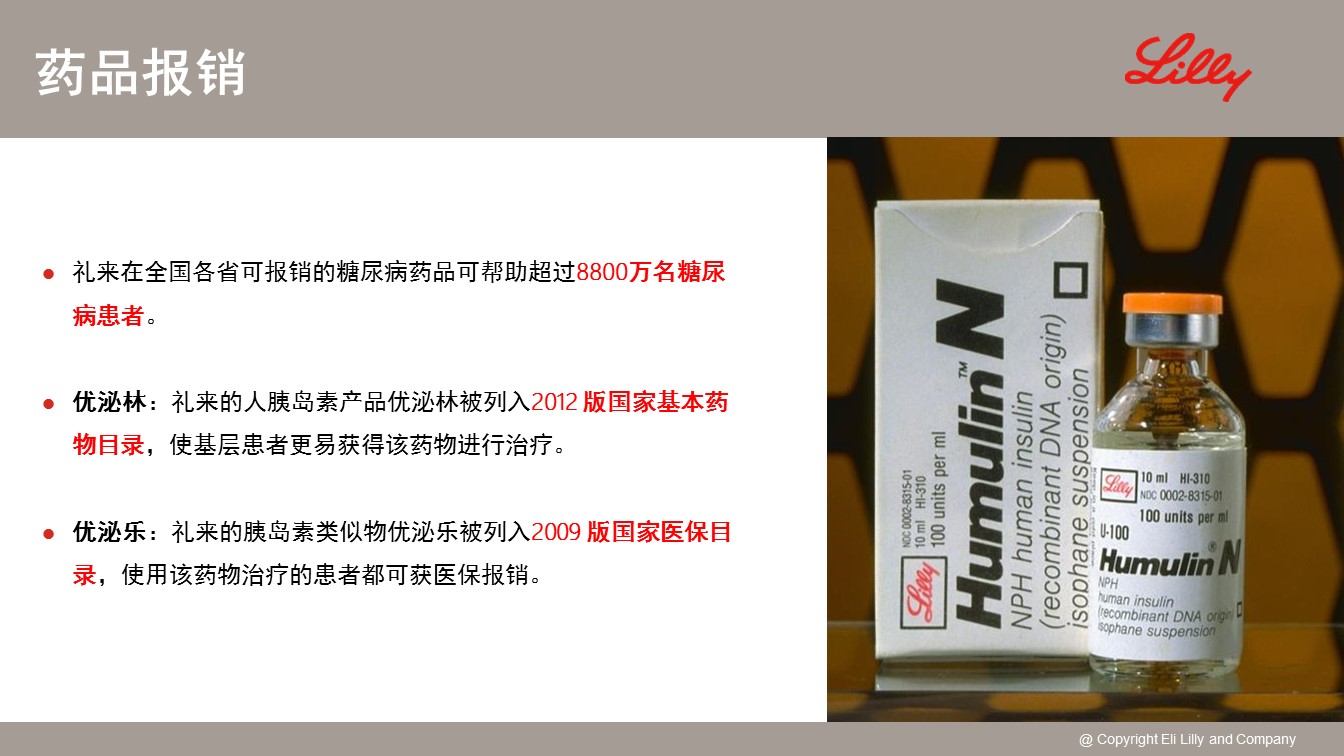 药品报销
Lilly
礼来在全国各省可报销的糖尿病药品可帮助超过8800万名糖尿
病患者。
优泌林：礼来的人胰岛素产品优泌林被列入2012 版国家基本药
物目录，使基层患者更易获得该药物进行治疗。
优泌乐：礼来的胰岛素类似物优泌乐被列入2009 版国家医保目
录，使用该药物治疗的患者都可获医保报销。
Lilly
NDC 0002-8315-01
10 ml HI-310
100 units per ml
Humulin™ N
NPH human insulin
(recombinant DNA origin)
isophane suspension
Lilly
10 ml HI-310
NDC 0002-8315-01
100 units per ml
U-100
Humulin® N
NPH
human insulin
(recombinant DNA origin)
isophane suspension
@ Copyright Eli Lilly and Company